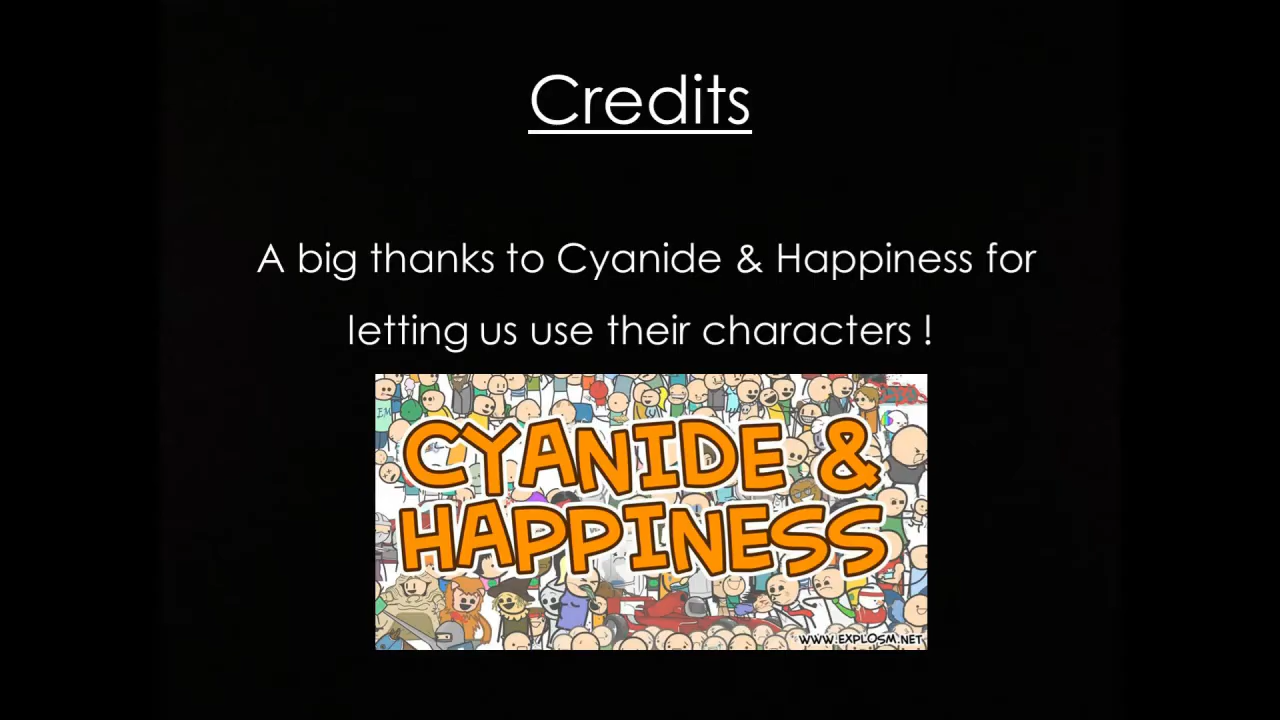 Credits
A big thanks to Cyanide & Happiness for
letting us use their characters !
CYANIDE &
HAPPINESS
WWW.EXPLOSM.NET